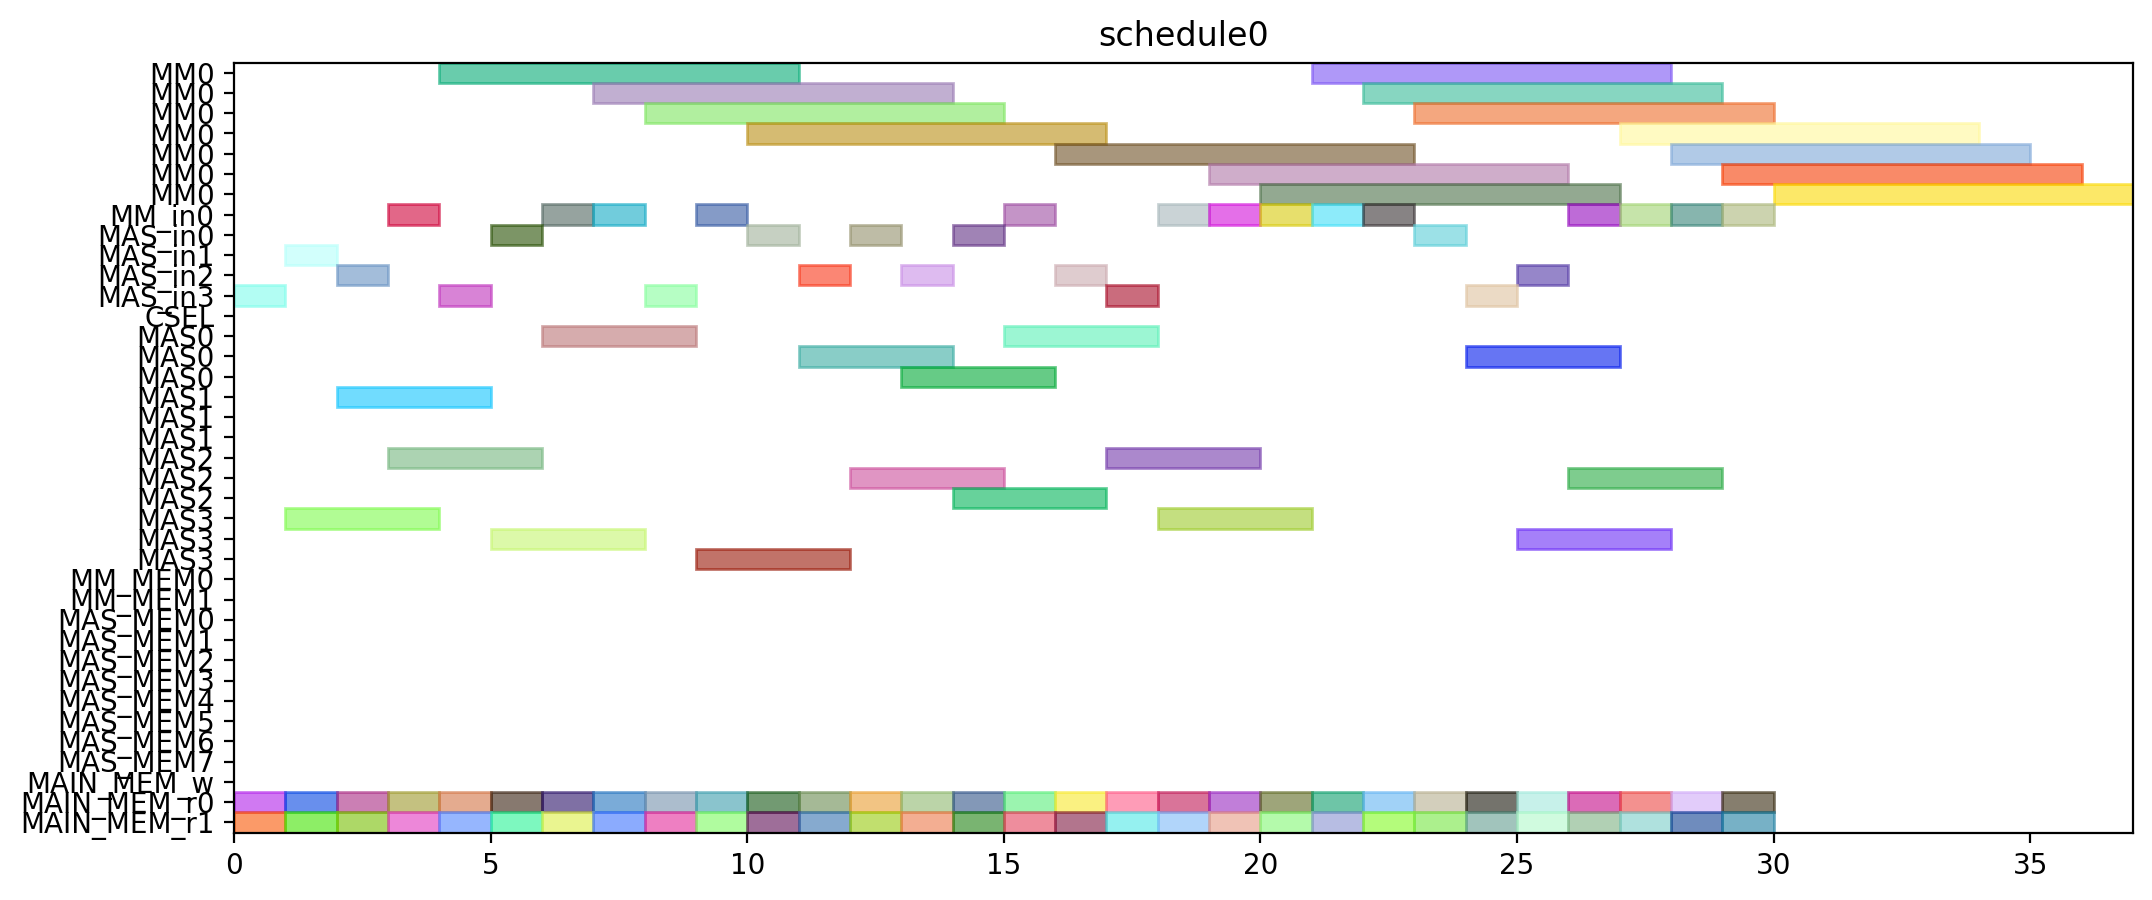 schedule0
MM0
MM0
MM0
MM0
MM0
MM0
MM0
MM_in0
MAS_in0
MAS_in1
MAS_in2
MAS_in3
CSEL
MAS0
MAS0
MAS0
MAS1
MAS1
MAS1
MAS2
MAS2
MAS2
MAS3
MAS3
MAS3
MM_MEM0
MM_MEM1
MAS_MEM0
MAS_MEM1
MAS_MEM2
MAS_MEM3
MAS_MEM4
MAS_MEM5
MAS_MEM6
MAS_MEM7
MAIN_MEM_w
MAIN_MEM_r0
MAIN_MEM_r1
0 5 10 15 20 25 30 35